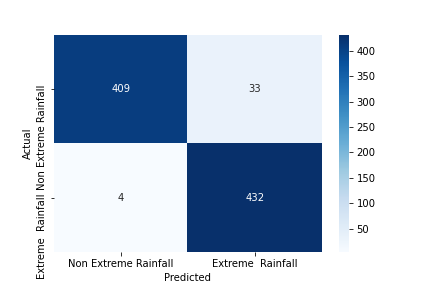 409
33
4
432
Actual
Non Extreme Rainfall
Extreme  Rainfall
Non Extreme Rainfall
Extreme  Rainfall
Predicted
400
350
300
250
200
150
100
50